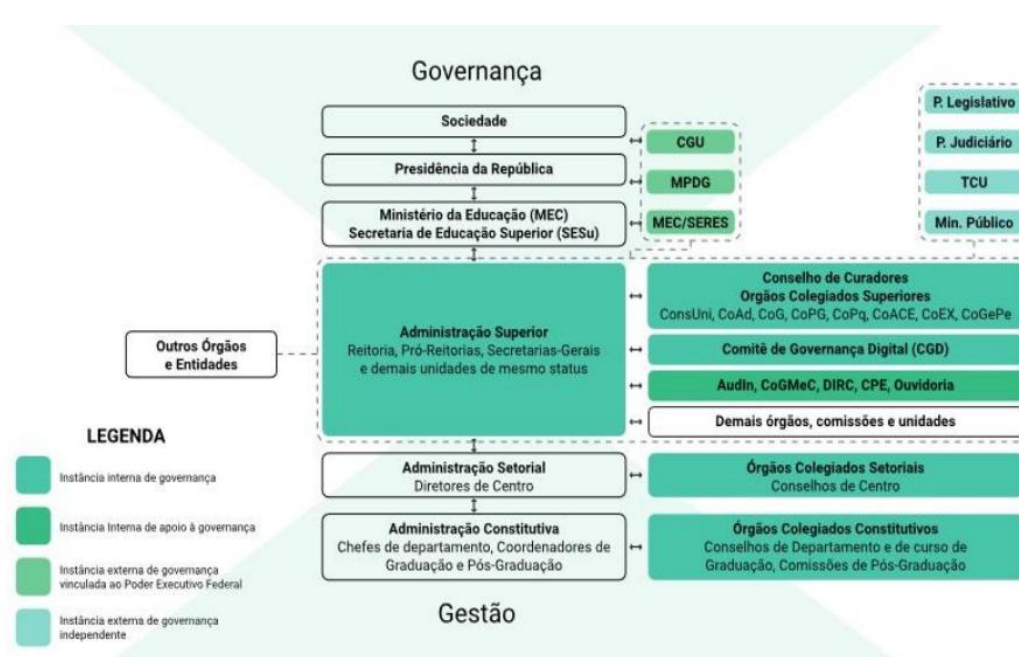 Governança
Sociedade
Presidência da República
Ministério da Educação (MEC)
Secretaria de Educação Superior (SESu)
CGU
MPDG
MEC/SERES
P. Legislativo
P. Judiciário
TCU
Min. Público
Outros Órgãos
e Entidades
Administração Superior
Reitoria, Pró-Reitorias, Secretarias-Gerais
e demais unidades de mesmo status
Conselho de Curadores
Orgãos Colegiados Superiores
ConsUni, CoAd, CoG, CoPG, CoPq, CoACE, CoEX, CoGePe
Comitê de Governança Digital (CGD)
AudIn, CoGMeC, DIRC, CPE, Ouvidoria
Demais órgãos, comissões e unidades
Administração Setorial
Diretores de Centro
Órgãos Colegiados Setoriais
Conselhos de Centro
Administração Constitutiva
Chefes de departamento, Coordenadores de
Graduação e Pós-Graduação
Órgãos Colegiados Constitutivos
Conselhos de Departamento e de curso de
Graduação, Comissões de Pós-Graduação
Gestão
LEGENDA
Instância interna de governança
Instância Interna de apoio à governança
Instância externa de governança
vinculada ao Poder Executivo Federal
Instância externa de governança
independente